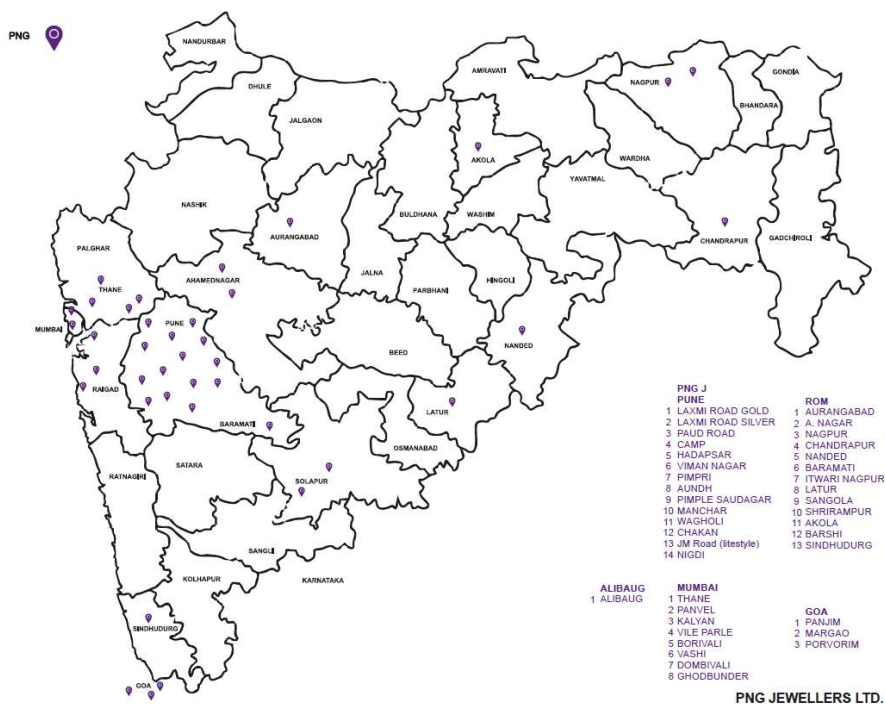 PNG
NANDURBAR
DHULE
JALGAON
AMRAVATI
NAGPUR
GONDIA
BHANDARA
AKOLA
WARDHA
YAVATMAL
NASHIK
BULDHANA
WASHIM
AURANGABAD
CHANDRAPUR
GADCHIROLI
PALGHAR
AHAMEDNAGAR
JALNA
HINGOLI
PARBHANI
THANE
MUMBAI
PUNE
NANDED
BEED
RAIGAD
LATUR
BARAMATI
OSMANABAD
SATARA
RATNAGIRI
SOLAPUR
SANGLI
KOLHAPUR
KARNATAKA
SINDHUDURG
GOA
PNG J
PUNE
1 LAXMI ROAD GOLD
2 LAXMI ROAD SILVER
3 PAUD ROAD
4 CAMP
5 HADAPSAR
6 VIMAN NAGAR
7 PIMPRI
8 AUNDH
9 PIMPLE SAUDAGAR
10 MANCHAR
11 WAGHOLI
12 CHAKAN
13 JM Road (litestyle)
14 NIGDI
ROM
1 AURANGABAD
2 A. NAGAR
3 NAGPUR
4 CHANDRAPUR
5 NANDED
6 BARAMATI
7 ITWARI NAGPUR
8 LATUR
9 SANGOLA
10 SHRIRAMPUR
11 AKOLA
12 BARSHI
13 SINDHUDURG
ALIBAUG
1 ALIBAUG
MUMBAI
1 THANE
2 PANVEL
3 KALYAN
4 VILE PARLE
5 BORIVALI
6 VASHI
7 DOMBIVALI
8 GHODBUNDER
GOA
1 PANJIM
2 MARGAO
3 PORVORIM
PNG JEWELLERS LTD.